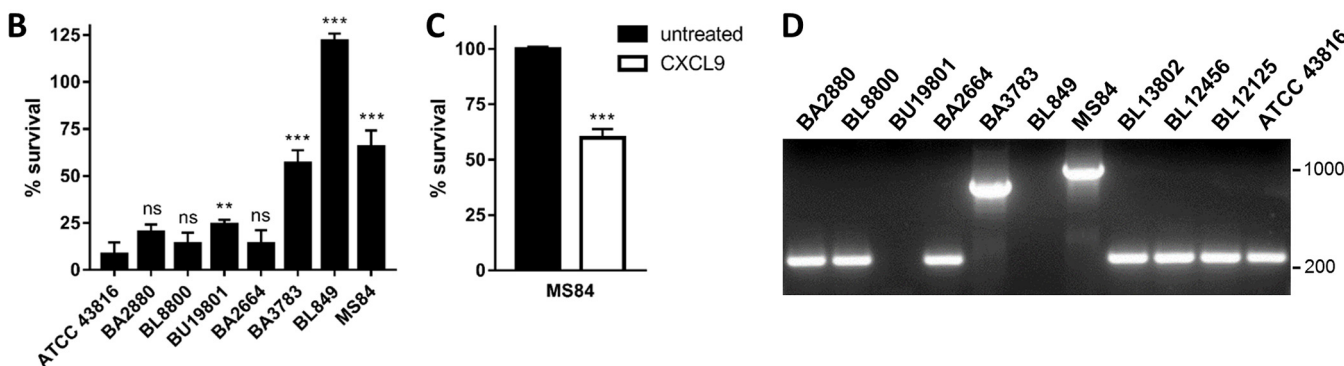 B
% survival
125
100
75
50
25
0
ns
ns
**
ns
***
***
***
ATCC 43816
BA2880
BL8800
BU19801
BA2664
BA3783
BL849
MS84
C
untreated
CXCL9
% survival
100
75
50
25
0
***
MS84
D
BA2880
BL8800
BU19801
BA2664
BA3783
BL849
MS84
BL13802
BL12456
BL12125
ATCC 43816
-1000
-200